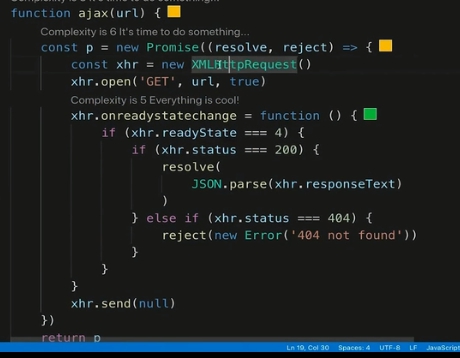 function ajax(url) {
Complexity is 6 It's time to do something...
const p = new Promise((resolve, reject) => {
const xhr = new XMLHttpRequest()
xhr.open('GET', url, true)
Complexity is 5 Everything is cool!
xhr.onreadystatechange = function () {
if (xhr.readyState === 4) {
if (xhr.status === 200) {
resolve(
JSON.parse(xhr.responseText)
)
} else if (xhr.status === 404) {
reject(new Error('404 not found'))
}
}
}
xhr.send(null)
})
return p
Ln 19, Col 30 Spaces: 4 UTF-8 LF JavaScript